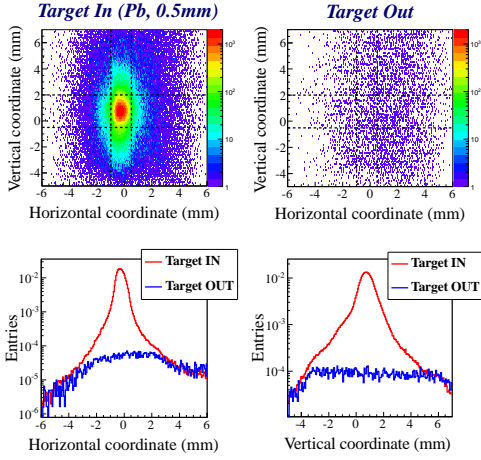 Target In (Pb, 0.5mm)
Target Out
Vertical coordinate (mm)
6
4
2
0
-2
-4
-6 -4 -2 0 2 4 6
Horizontal coordinate (mm)
10³
10²
10
1
Vertical coordinate (mm)
6
4
2
0
-2
-4
-6 -4 -2 0 2 4 6
Horizontal coordinate (mm)
10³
10²
10
1
Entries
10⁻²
10⁻³
10⁻⁴
10⁻⁵
10⁻⁶
Target IN
Target OUT
-6 -4 -2 0 2 4 6
Horizontal coordinate (mm)
Entries
10⁻²
10⁻³
10⁻⁴
Target IN
Target OUT
-4 -2 0 2 4 6
Vertical coordinate (mm)